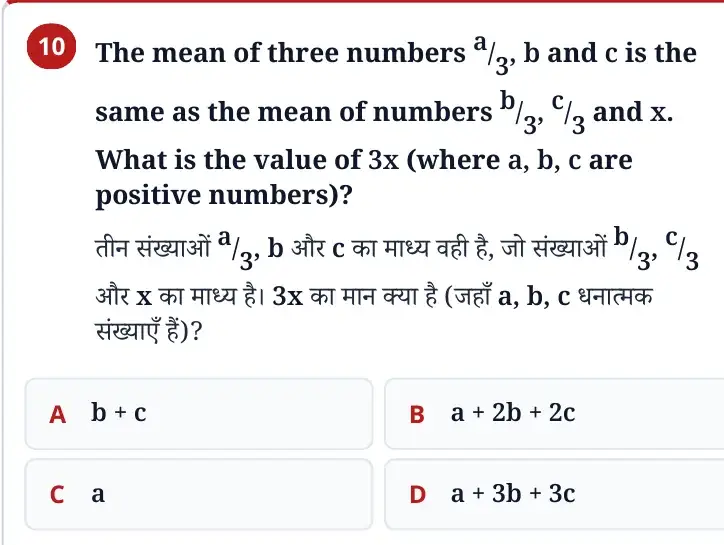 10 The mean of three numbers a/3, b and c is the
same as the mean of numbers b/3, c/3 and x.
What is the value of 3x (where a, b, c are
positive numbers)?
तीन संख्याओं a/3, b और c का माध्य वही है, जो संख्याओं b/3, c/3
और x का माध्य है। 3x का मान क्या है (जहाँ a, b, c धनात्मक
संख्याएँ हैं)?
A b + c
B a + 2b + 2c
C a
D a + 3b + 3c